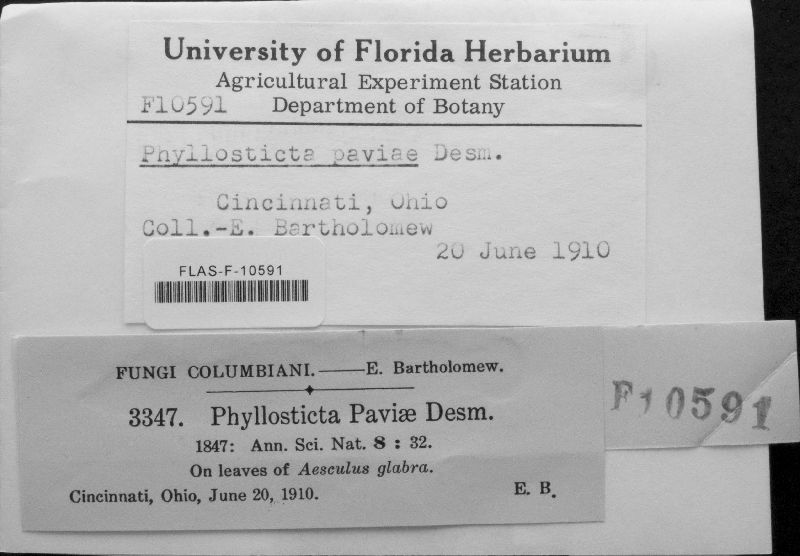 University of Florida Herbarium
Agricultural Experiment Station
F10591 Department of Botany
Phyllosticta paviae Desm.
Cincinnati, Ohio
Coll.-E. Bartholomew
20 June 1910
FLAS-F-10591
FUNGI COLUMBIANI.——E. Bartholomew.
3347. Phyllosticta Paviæ Desm.
1847: Ann. Sci. Nat. 8 : 32.
On leaves of Aesculus glabra.
Cincinnati, Ohio, June 20, 1910. E. B.
F10591